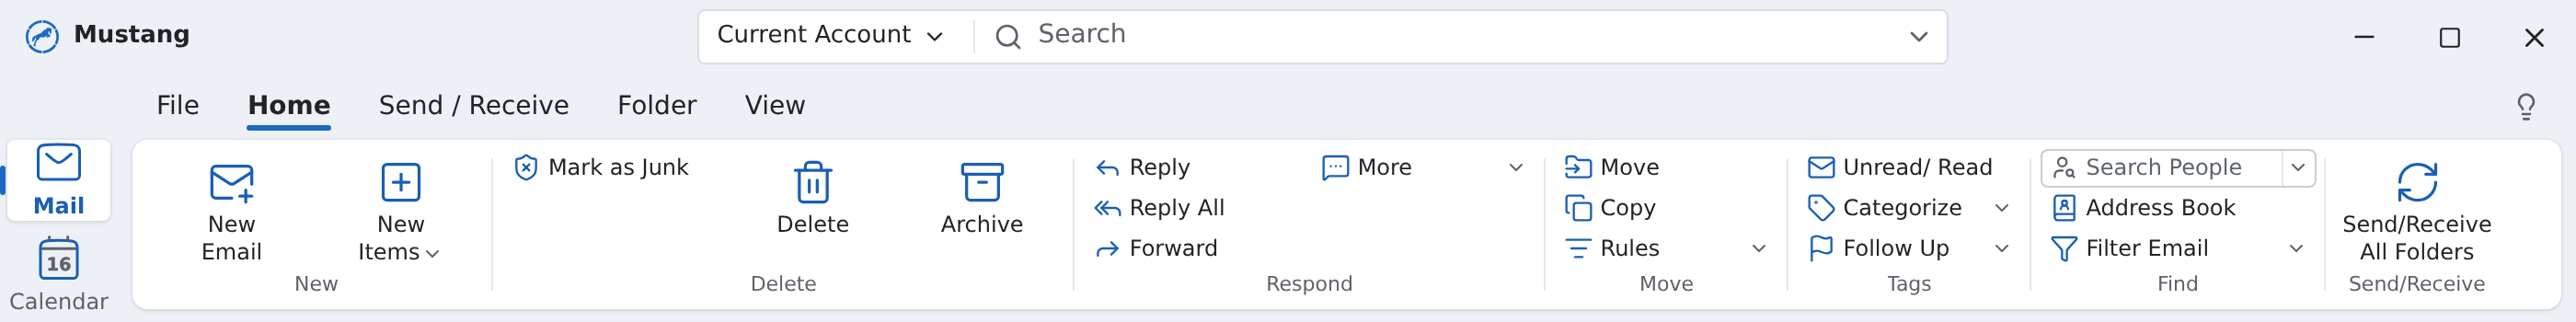 Mustang
Current Account
Search
File Home Send / Receive Folder View
Mail
16
Calendar
New
Email
New
Items
New
Mark as Junk
Delete
Archive
Delete
Reply
Reply All
Forward
More
Respond
Move
Copy
Rules
Move
Unread/ Read
Categorize
Follow Up
Tags
Search People
Address Book
Filter Email
Find
Send/Receive
All Folders
Send/Receive